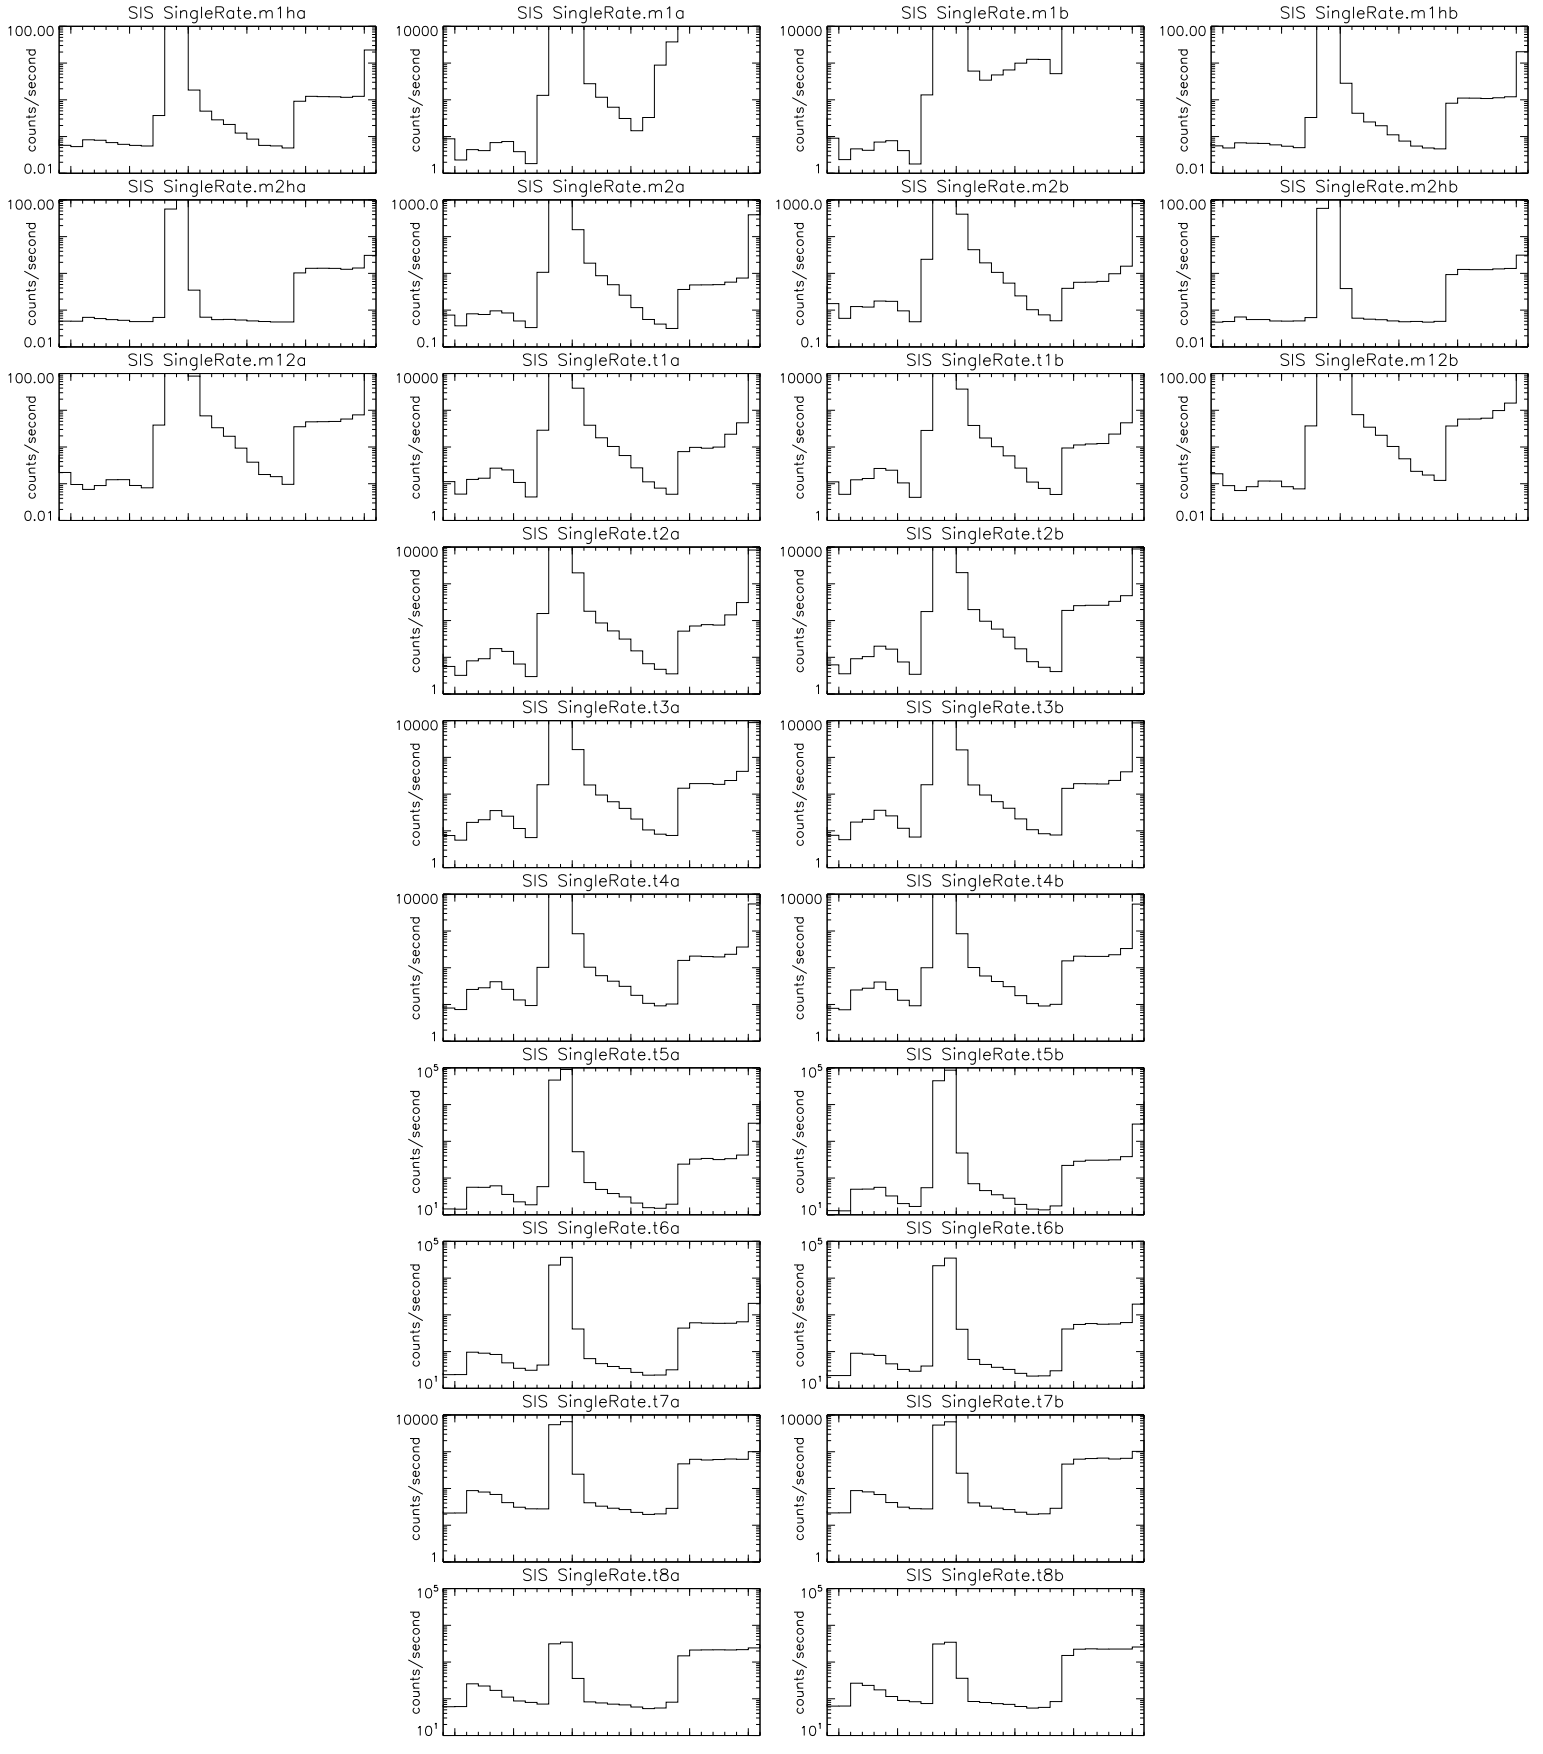 SIS SingleRate.m1ha
100.00
counts/second
0.01
SIS SingleRate.m1a
10000
counts/second
1
SIS SingleRate.m1b
10000
counts/second
1
SIS SingleRate.m1hb
100.00
counts/second
0.01
SIS SingleRate.m2ha
100.00
counts/second
0.01
SIS SingleRate.m2a
1000.0
counts/second
0.1
SIS SingleRate.m2b
1000.0
counts/second
0.1
SIS SingleRate.m2hb
100.00
counts/second
0.01
SIS SingleRate.m12a
100.00
counts/second
0.01
SIS SingleRate.t1a
10000
counts/second
1
SIS SingleRate.t1b
10000
counts/second
1
SIS SingleRate.m12b
100.00
counts/second
0.01
SIS SingleRate.t2a
10000
counts/second
1
SIS SingleRate.t2b
10000
counts/second
1
SIS SingleRate.t3a
10000
counts/second
1
SIS SingleRate.t3b
10000
counts/second
1
SIS SingleRate.t4a
10000
counts/second
1
SIS SingleRate.t4b
10000
counts/second
1
SIS SingleRate.t5a
10⁵
counts/second
10¹
SIS SingleRate.t5b
10⁵
counts/second
10¹
SIS SingleRate.t6a
10⁵
counts/second
10¹
SIS SingleRate.t6b
10⁵
counts/second
10¹
SIS SingleRate.t7a
10000
counts/second
1
SIS SingleRate.t7b
10000
counts/second
1
SIS SingleRate.t8a
10⁵
counts/second
10¹
SIS SingleRate.t8b
10⁵
counts/second
10¹